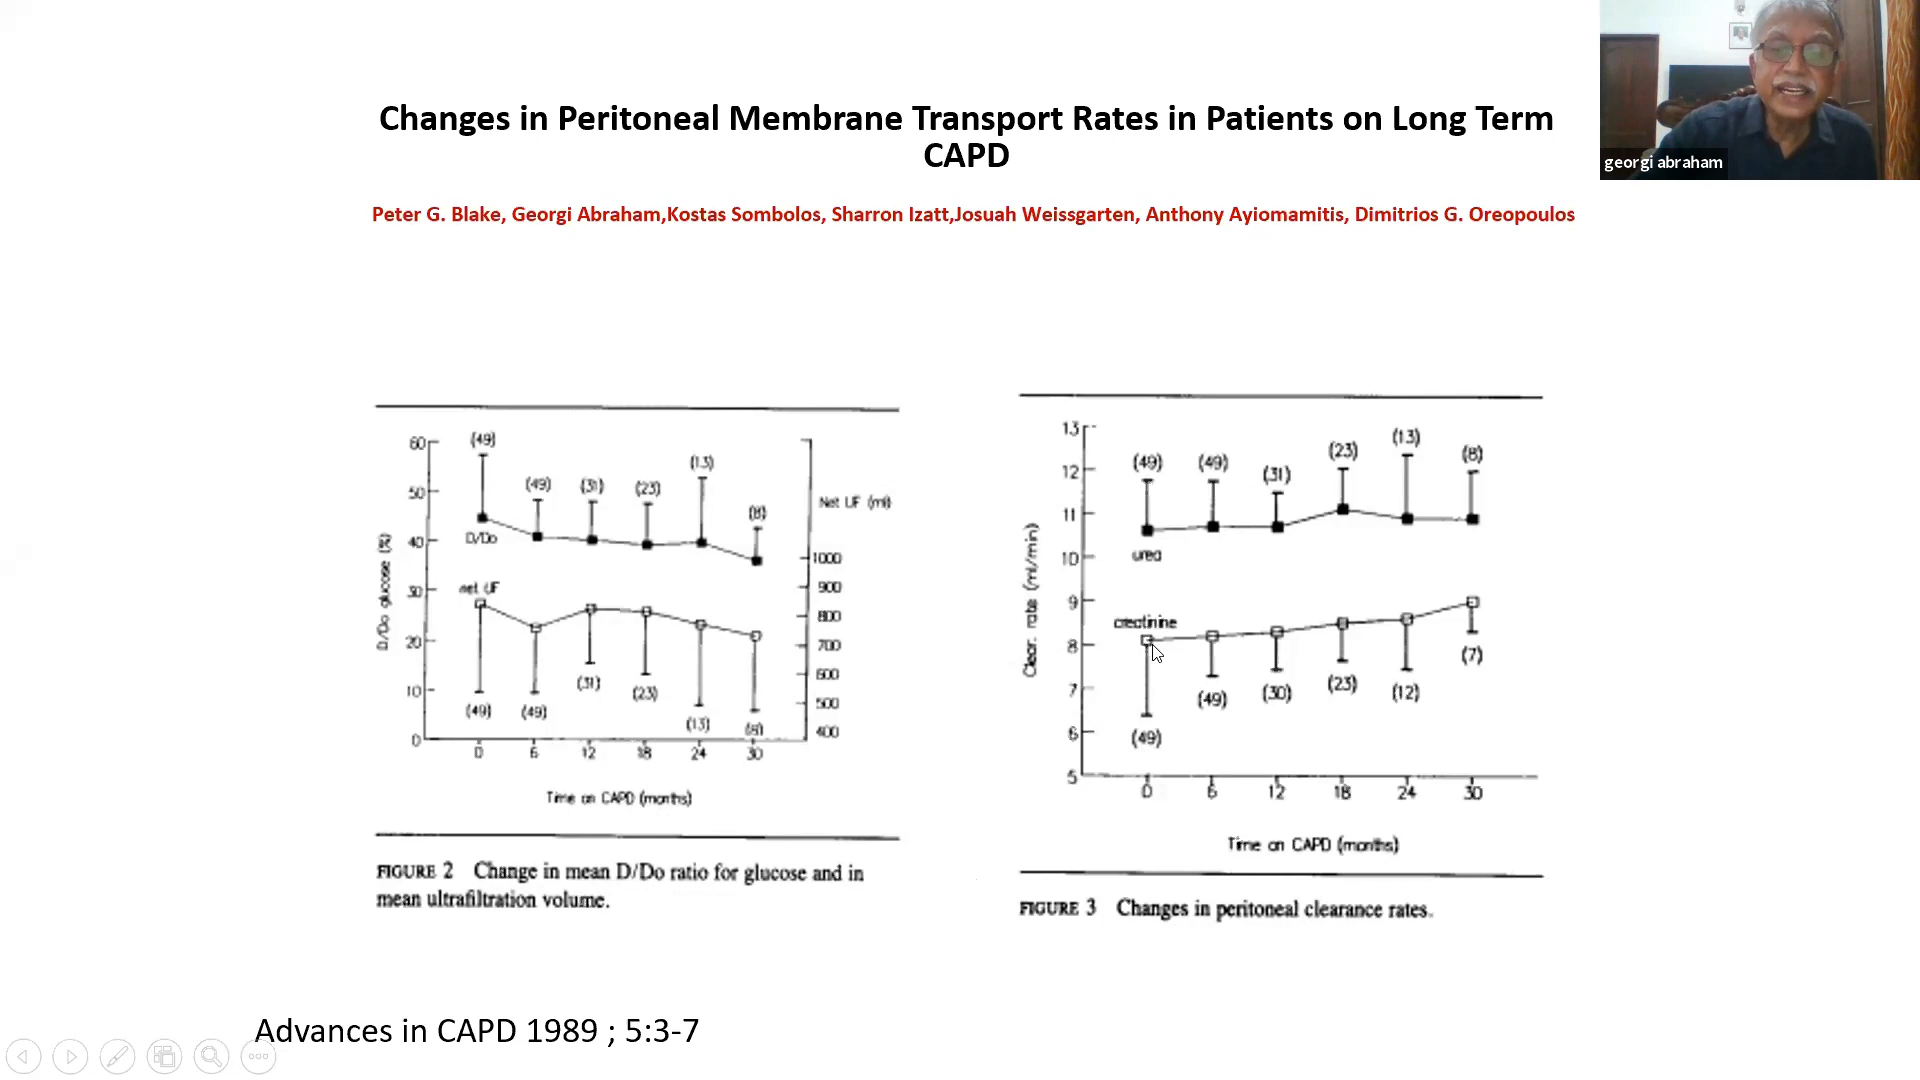 georgi abraham
Changes in Peritoneal Membrane Transport Rates in Patients on Long Term
CAPD
Peter G. Blake, Georgi Abraham,Kostas Sombolos, Sharron Izatt,Josuah Weissgarten, Anthony Ayiomamitis, Dimitrios G. Oreopoulos
60
50
40
30
20
10
0
D/Do glucose (%)
(49)
(49)
(31)
(23)
(13)
(8)
D/Do
net UF
(49)
(49)
(31)
(23)
(13)
(8)
Net UF (ml)
1000
900
800
700
600
500
400
0 6 12 18 24 30
Time on CAPD (months)
FIGURE 2 Change in mean D/Do ratio for glucose and in
mean ultrafiltration volume.
13
12
11
10
9
8
7
6
5
Clear. rate (ml/min)
(49)
(49)
(31)
(23)
(13)
(8)
urea
creatinine
(49)
(49)
(30)
(23)
(12)
(7)
0 6 12 18 24 30
Time on CAPD (months)
FIGURE 3 Changes in peritoneal clearance rates.
Advances in CAPD 1989 ; 5:3-7